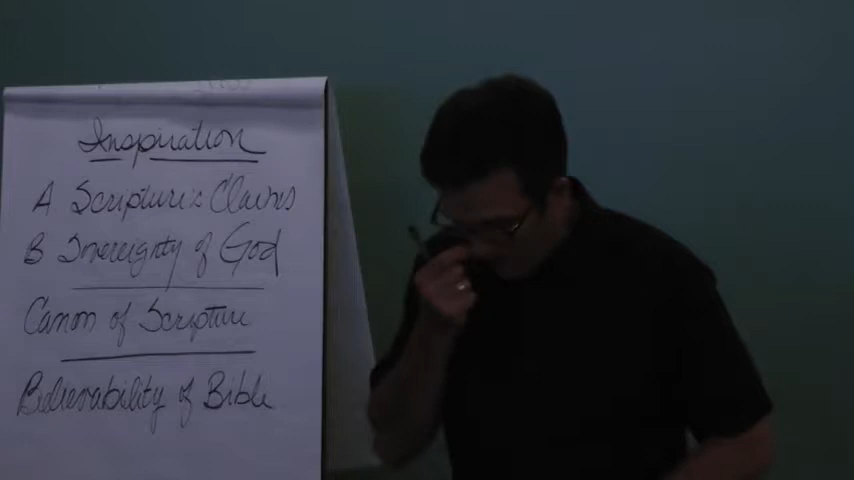 Inspiration
A Scripture's Claims
B Sovereignty of God
Canon of Scripture
Believability of Bible